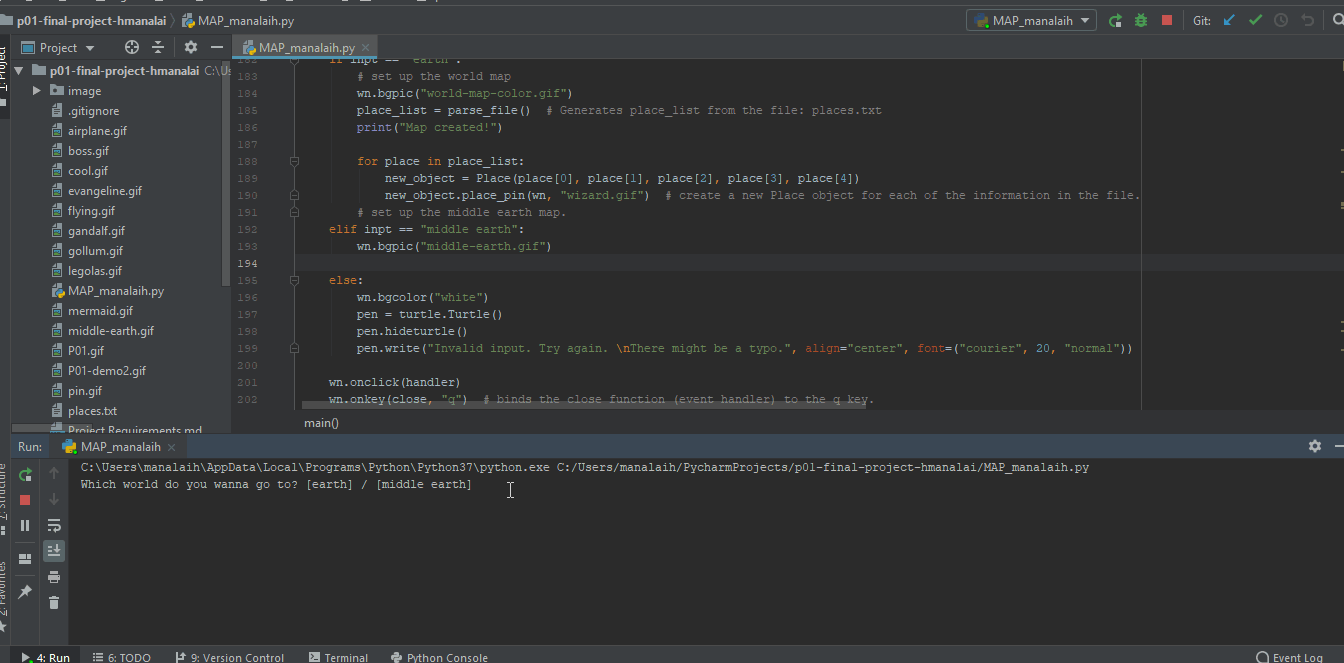 p01-final-project-hmanalai MAP_manalaih.py
MAP_manalaih Git:
Project
MAP_manalaih.py
1: Project
p01-final-project-hmanalai C:\Us
image
.gitignore
airplane.gif
boss.gif
cool.gif
evangeline.gif
flying.gif
gandalf.gif
gollum.gif
legolas.gif
MAP_manalaih.py
mermaid.gif
middle-earth.gif
P01.gif
P01-demo2.gif
pin.gif
places.txt
Project Requirements.md
182 if inpt == "earth":
183 # set up the world map
184 wn.bgpic("world-map-color.gif")
185 place_list = parse_file()  # Generates place_list from the file: places.txt
186 print("Map created!")
187
188 for place in place_list:
189 new_object = Place(place[0], place[1], place[2], place[3], place[4])
190 new_object.place_pin(wn, "wizard.gif")  # create a new Place object for each of the information in the file.
191 # set up the middle earth map.
192 elif inpt == "middle earth":
193 wn.bgpic("middle-earth.gif")
194
195 else:
196 wn.bgcolor("white")
197 pen = turtle.Turtle()
198 pen.hideturtle()
199 pen.write("Invalid input. Try again. \nThere might be a typo.", align="center", font=("courier", 20, "normal"))
200
201 wn.onclick(handler)
202 wn.onkey(close, "q")  # binds the close function (event handler) to the q key.
main()
Run: MAP_manalaih
C:\Users\manalaih\AppData\Local\Programs\Python\Python37\python.exe C:/Users/manalaih/PycharmProjects/p01-final-project-hmanalai/MAP_manalaih.py
Which world do you wanna go to? [earth] / [middle earth]
7: Structure
2: Favorites
4: Run 6: TODO 9: Version Control Terminal Python Console Event Log